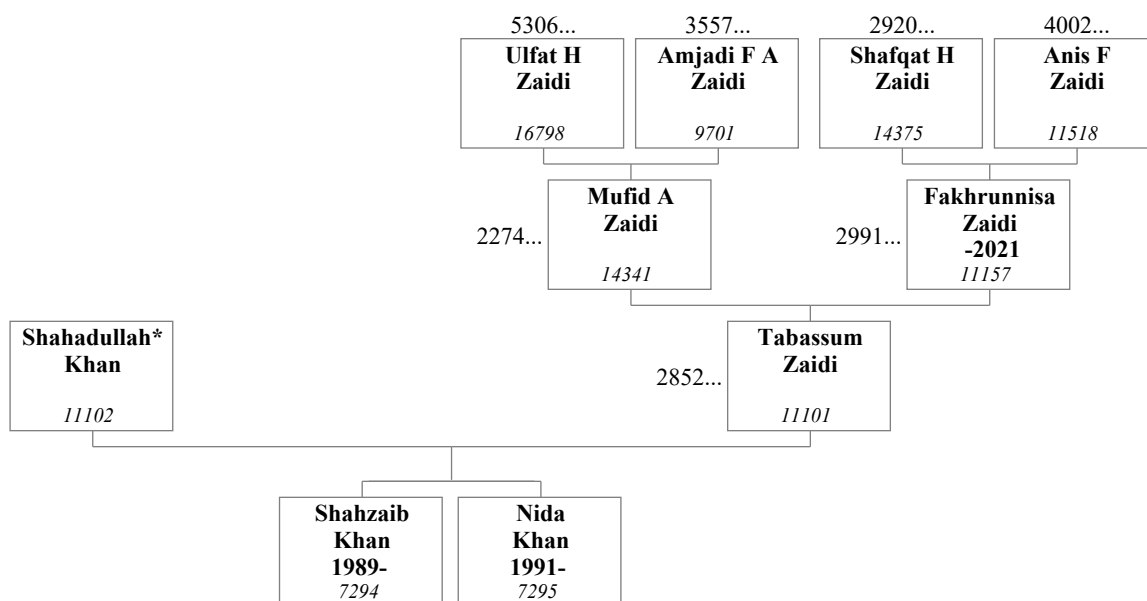 5306...
3557...
2920...
4002...
Ulfat H
Zaidi
16798
Amjadi F A
Zaidi
9701
Shafqat H
Zaidi
14375
Anis F
Zaidi
11518
2274...
Mufid A
Zaidi
14341
2991...
Fakhrunnisa
Zaidi
-2021
11157
Shahadullah*
Khan
11102
2852...
Tabassum
Zaidi
11101
Shahzaib
Khan
1989-
7294
Nida
Khan
1991-
7295